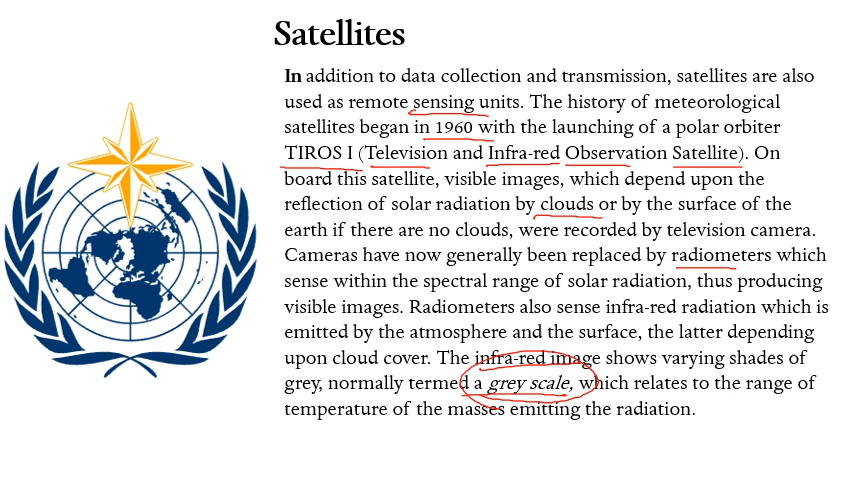 Satellites
In addition to data collection and transmission, satellites are also
used as remote sensing units. The history of meteorological
satellites began in 1960 with the launching of a polar orbiter
TIROS I (Television and Infra-red Observation Satellite). On
board this satellite, visible images, which depend upon the
reflection of solar radiation by clouds or by the surface of the
earth if there are no clouds, were recorded by television camera.
Cameras have now generally been replaced by radiometers which
sense within the spectral range of solar radiation, thus producing
visible images. Radiometers also sense infra-red radiation which is
emitted by the atmosphere and the surface, the latter depending
upon cloud cover. The infra-red image shows varying shades of
grey, normally termed a grey scale, which relates to the range of
temperature of the masses emitting the radiation.